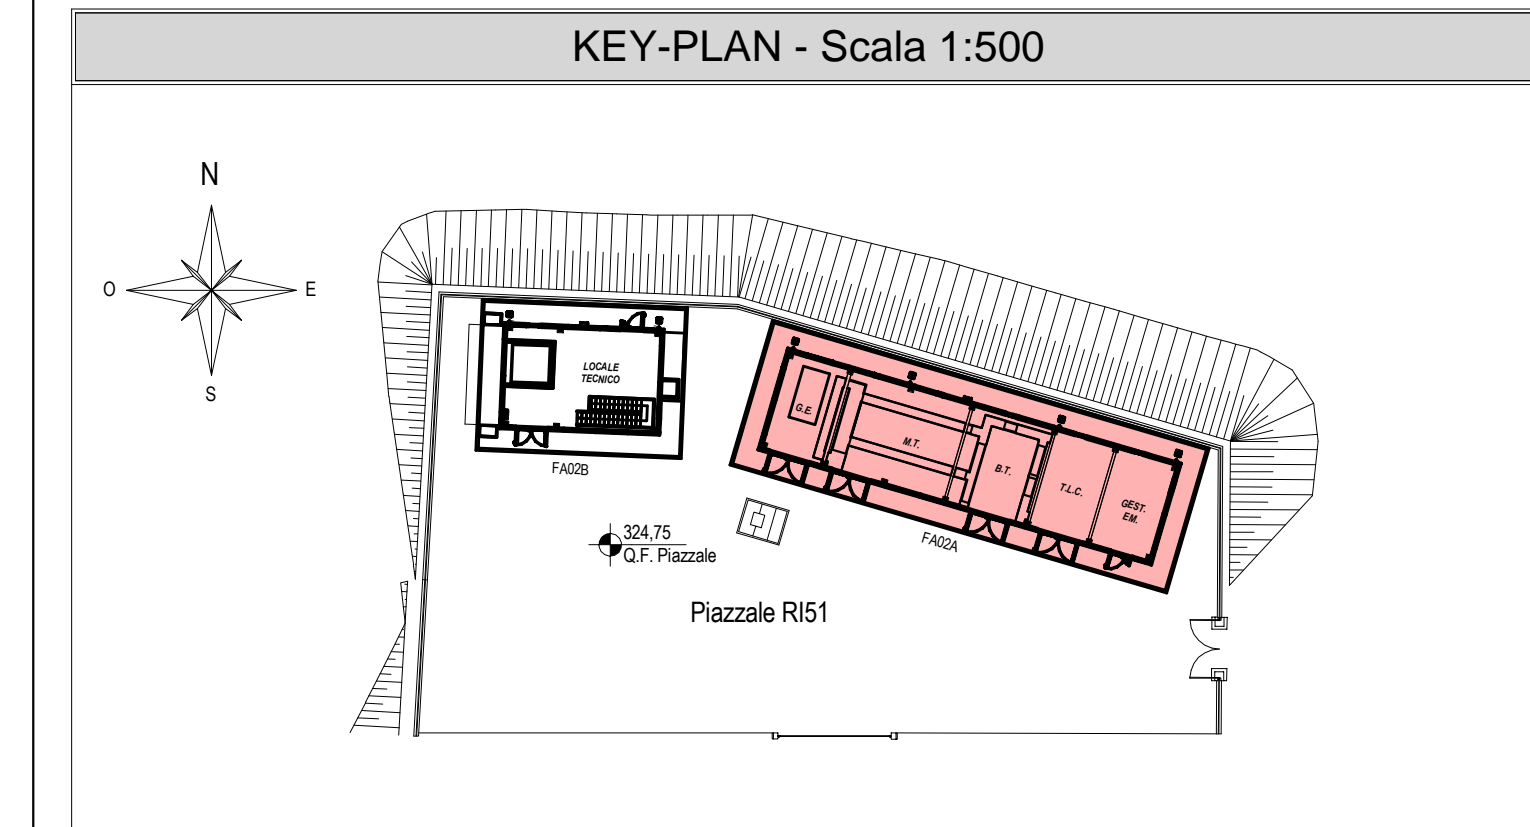 KEY-PLAN - Scala 1:500
N
O
E
S
LOCALE
TECNICO
FA02B
G.E.
M.T.
B.T.
T.L.C.
GEST.
EM.
FA02A
324,75
Q.F. Piazzale
Piazzale RI51